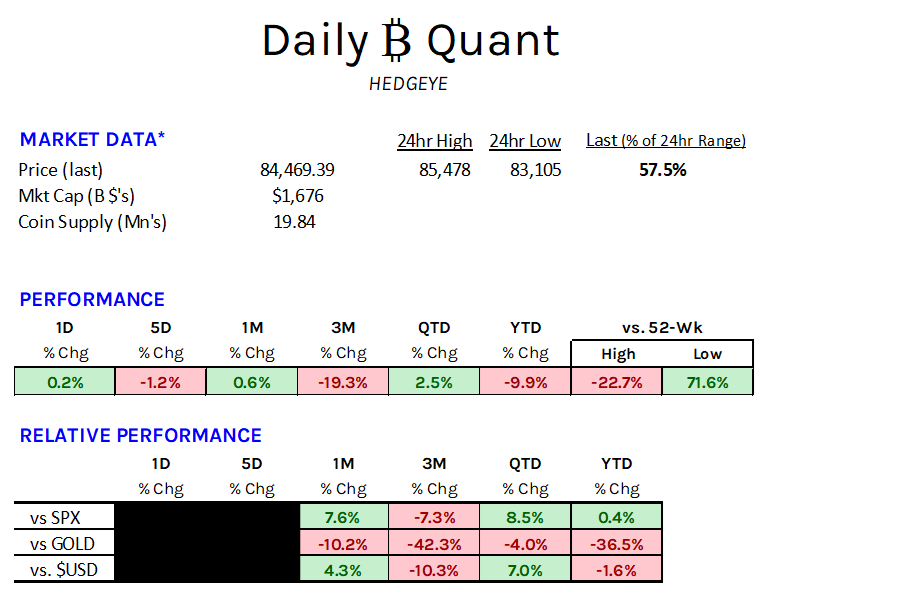 Daily ₿ Quant
HEDGEYE
MARKET DATA* 24hr High 24hr Low Last (% of 24hr Range)
Price (last) 84,469.39 85,478 83,105 57.5%
Mkt Cap (B $'s) $1,676
Coin Supply (Mn's) 19.84
PERFORMANCE
1D 5D 1M 3M QTD YTD vs. 52-Wk
% Chg % Chg % Chg % Chg % Chg % Chg High Low
0.2% -1.2% 0.6% -19.3% 2.5% -9.9% -22.7% 71.6%
RELATIVE PERFORMANCE
1D 5D 1M 3M QTD YTD
% Chg % Chg % Chg % Chg % Chg % Chg
vs SPX 7.6% -7.3% 8.5% 0.4%
vs GOLD -10.2% -42.3% -4.0% -36.5%
vs. $USD 4.3% -10.3% 7.0% -1.6%